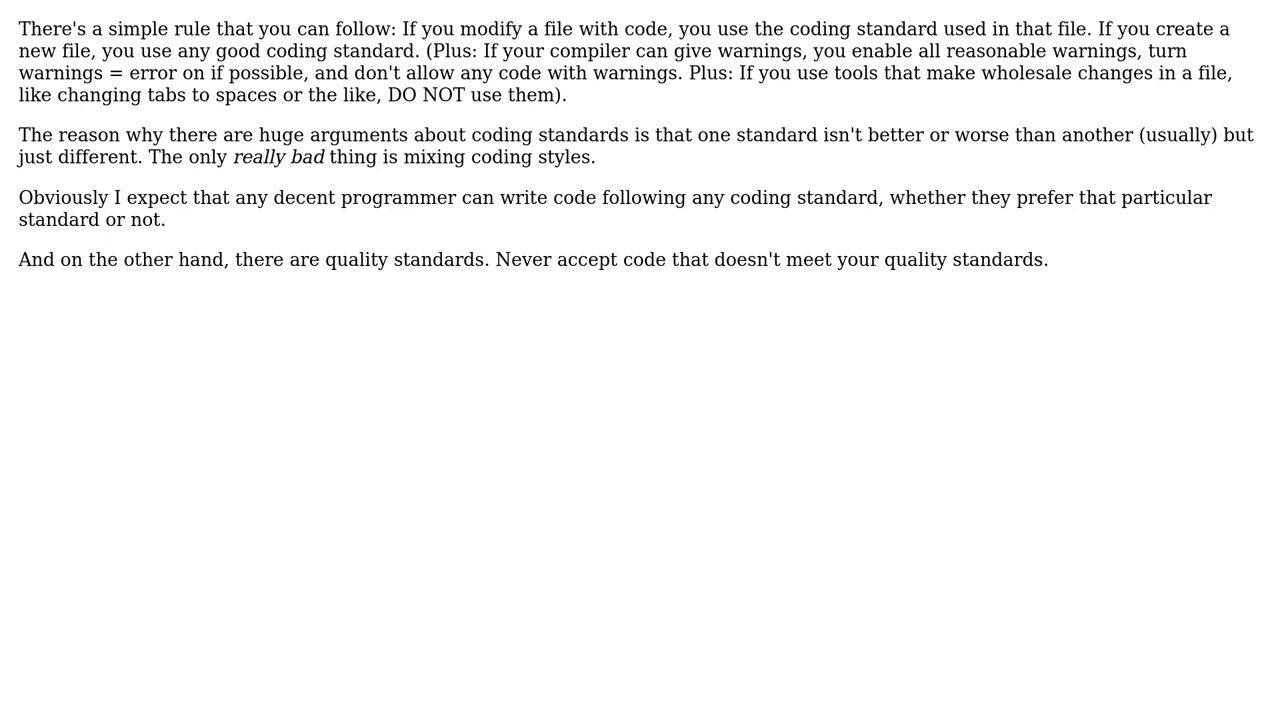 There's a simple rule that you can follow: If you modify a file with code, you use the coding standard used in that file. If you create a
new file, you use any good coding standard. (Plus: If your compiler can give warnings, you enable all reasonable warnings, turn
warnings = error on if possible, and don't allow any code with warnings. Plus: If you use tools that make wholesale changes in a file,
like changing tabs to spaces or the like, DO NOT use them).
The reason why there are huge arguments about coding standards is that one standard isn't better or worse than another (usually) but
just different. The only really bad thing is mixing coding styles.
Obviously I expect that any decent programmer can write code following any coding standard, whether they prefer that particular
standard or not.
And on the other hand, there are quality standards. Never accept code that doesn't meet your quality standards.